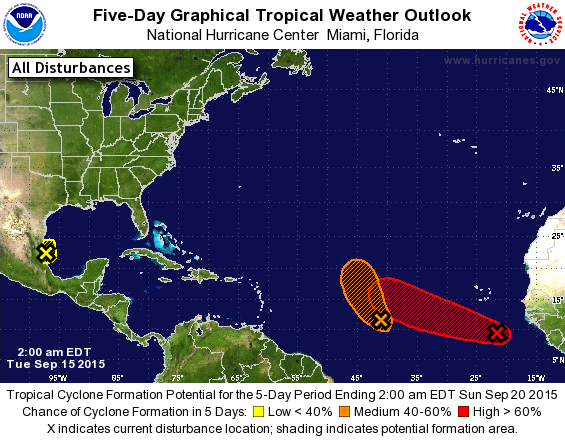 Five-Day Graphical Tropical Weather Outlook
National Hurricane Center Miami, Florida
NOAA
All Disturbances
www.hurricanes.gov
45°N
35°N
25°N
15°N
5°N
2:00 am EDT
Tue Sep 15 2015
95°W 85°W 75°W 65°W 55°W 45°W 35°W 25°W 15°W
Tropical Cyclone Formation Potential for the 5-Day Period Ending 2:00 am EDT Sun Sep 20 2015
Chance of Cyclone Formation in 5 Days: Low < 40% Medium 40-60% High > 60%
X indicates current disturbance location; shading indicates potential formation area.